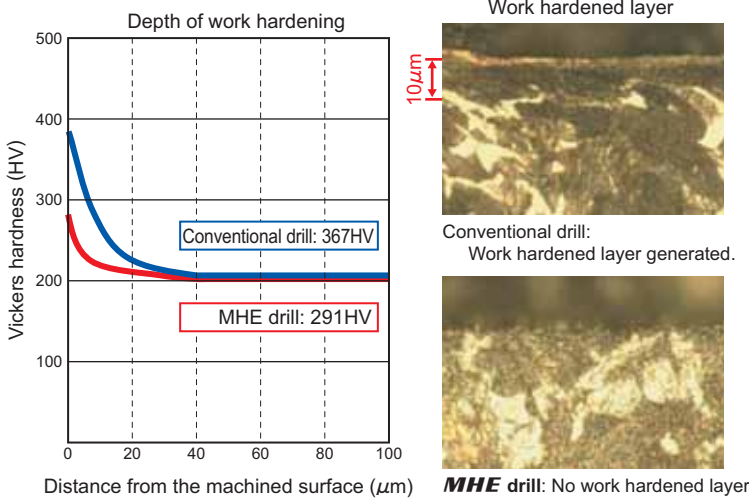 Depth of work hardening
500
400
300
200
100
0
20
40
60
80
100
Vickers hardness (HV)
Conventional drill: 367HV
MHE drill: 291HV
Distance from the machined surface (μm)
Work hardened layer
10μm
Conventional drill:
Work hardened layer generated.
MHE drill: No work hardened layer